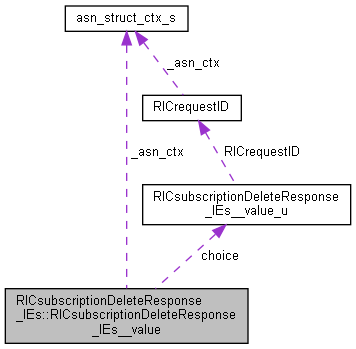 asn_struct_ctx_s
_asn_ctx
RICrequestID
_asn_ctx
RICrequestID
RICsubscriptionDeleteResponse
_IEs__value_u
choice
RICsubscriptionDeleteResponse
_IEs::RICsubscriptionDeleteResponse
_IEs__value